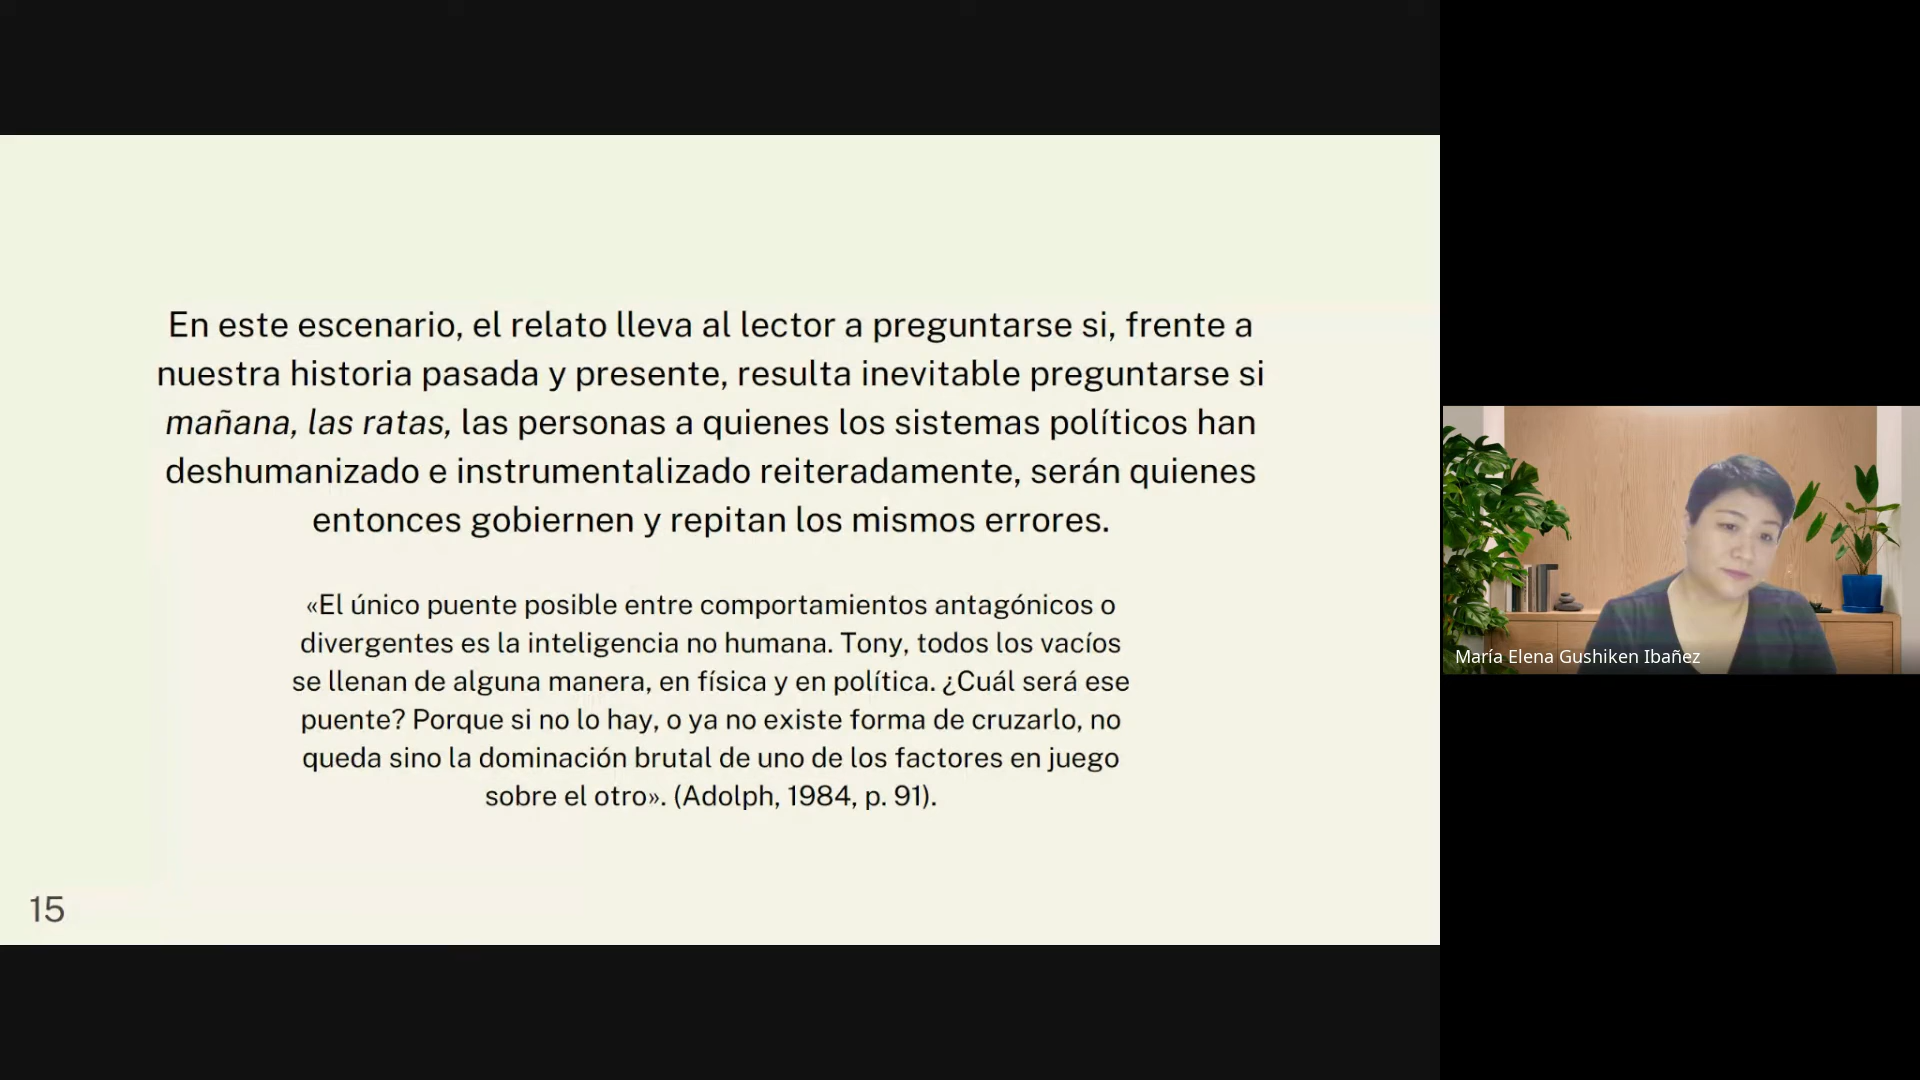 En este escenario, el relato lleva al lector a preguntarse si, frente a
nuestra historia pasada y presente, resulta inevitable preguntarse si
mañana, las ratas, las personas a quienes los sistemas políticos han
deshumanizado e instrumentalizado reiteradamente, serán quienes
entonces gobiernen y repitan los mismos errores.
«El único puente posible entre comportamientos antagónicos o
divergentes es la inteligencia no humana. Tony, todos los vacíos
se llenan de alguna manera, en física y en política. ¿Cuál será ese
puente? Porque si no lo hay, o ya no existe forma de cruzarlo, no
queda sino la dominación brutal de uno de los factores en juego
sobre el otro». (Adolph, 1984, p. 91).
15
María Elena Gushiken Ibañez